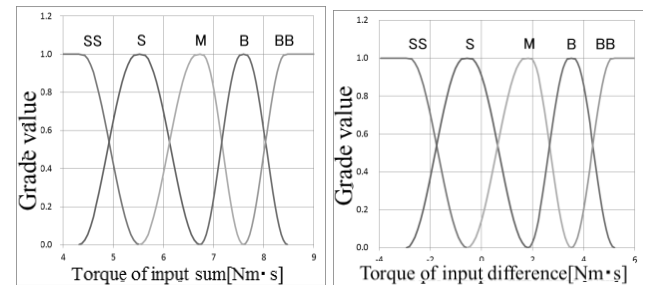 1.2
SS S M B BB
1.0
0.8
0.6
0.4
0.2
0.0
4 5 6 7 8 9
Grade value
Torque of input sum[Nm・s]
1.2
SS S M B BB
1.0
0.8
0.6
0.4
0.2
0.0
-4 -2 0 2 4 6
Grade value
Torque of input difference[Nm・s]